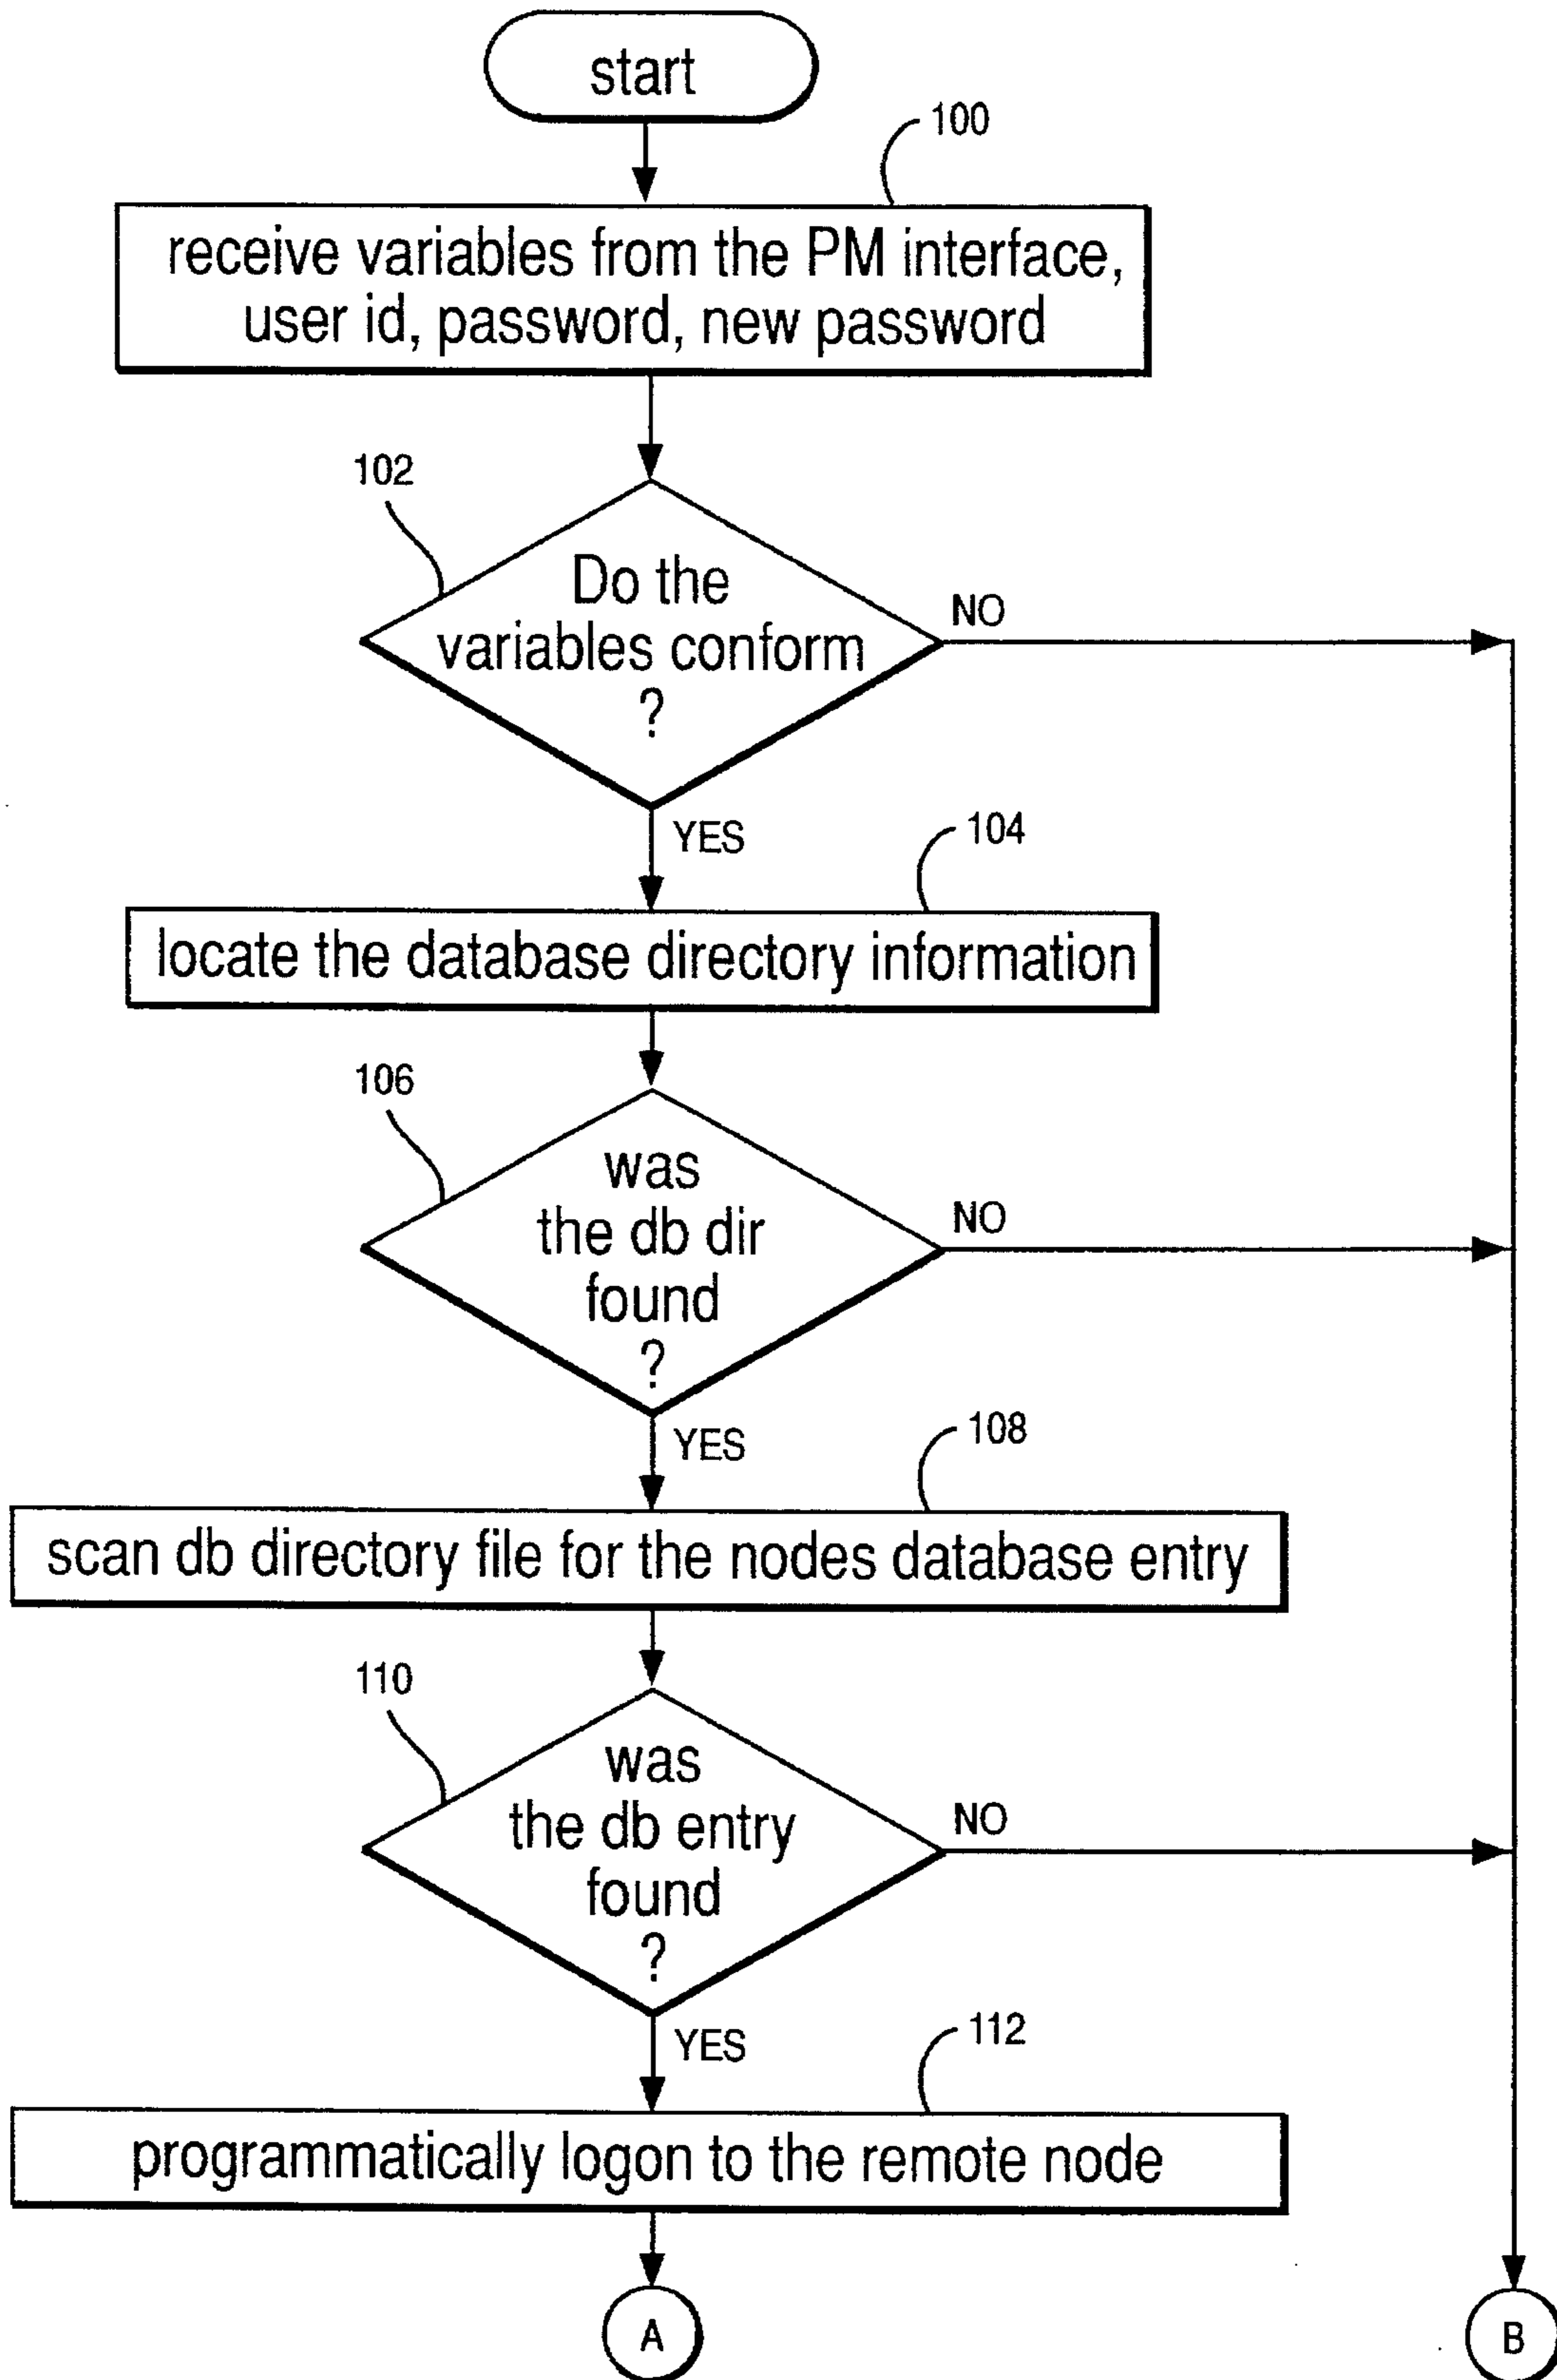 start
100
receive variables from the PM interface,
user id, password, new password
102
Do the
variables conform
?
NO
YES
104
locate the database directory information
106
was
the db dir
found
?
NO
YES
108
scan db directory file for the nodes database entry
110
was
the db entry
found
?
NO
YES
112
programmatically logon to the remote node
A
B